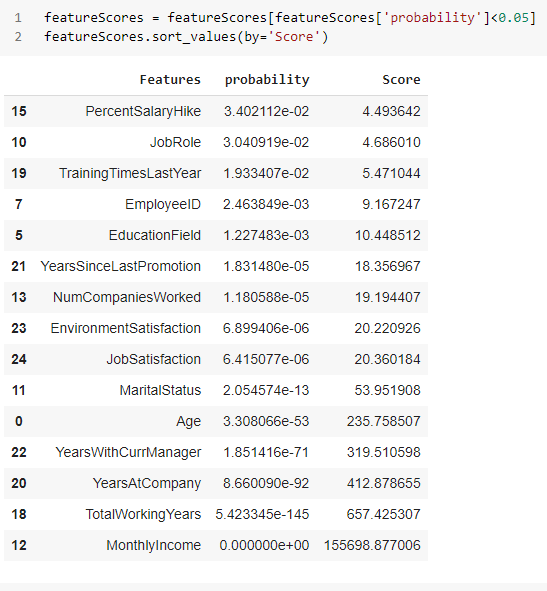 1 featureScores = featureScores[featureScores['probability']<0.05]
2 featureScores.sort_values(by='Score')
Features probability Score
15 PercentSalaryHike 3.402112e-02 4.493642
10 JobRole 3.040919e-02 4.686010
19 TrainingTimesLastYear 1.933407e-02 5.471044
7 EmployeeID 2.463849e-03 9.167247
5 EducationField 1.227483e-03 10.448512
21 YearsSinceLastPromotion 1.831480e-05 18.356967
13 NumCompaniesWorked 1.180588e-05 19.194407
23 EnvironmentSatisfaction 6.899406e-06 20.220926
24 JobSatisfaction 6.415077e-06 20.360184
11 MaritalStatus 2.054574e-13 53.951908
0 Age 3.308066e-53 235.758507
22 YearsWithCurrManager 1.851416e-71 319.510598
20 YearsAtCompany 8.660090e-92 412.878655
18 TotalWorkingYears 5.423345e-145 657.425307
12 MonthlyIncome 0.000000e+00 155698.877006